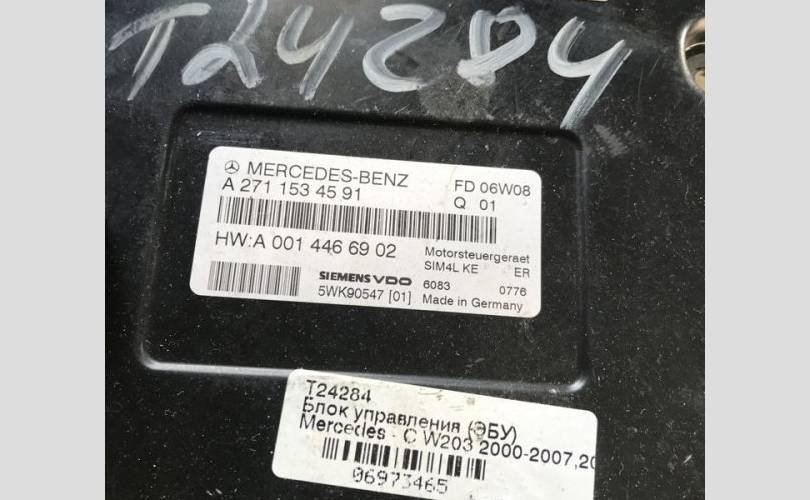 T24284
MERCEDES-BENZ FD 06W08
A 271 153 45 91 Q 01
HW:A 001 446 69 02 Motorsteuergeraet
SIM4L KE ER
SIEMENS VDO 6083 0776
5WK90547 [01] Made in Germany
T24284
Блок управления (ЭБУ)
Mercedes - C W203 2000-2007,20
06973465